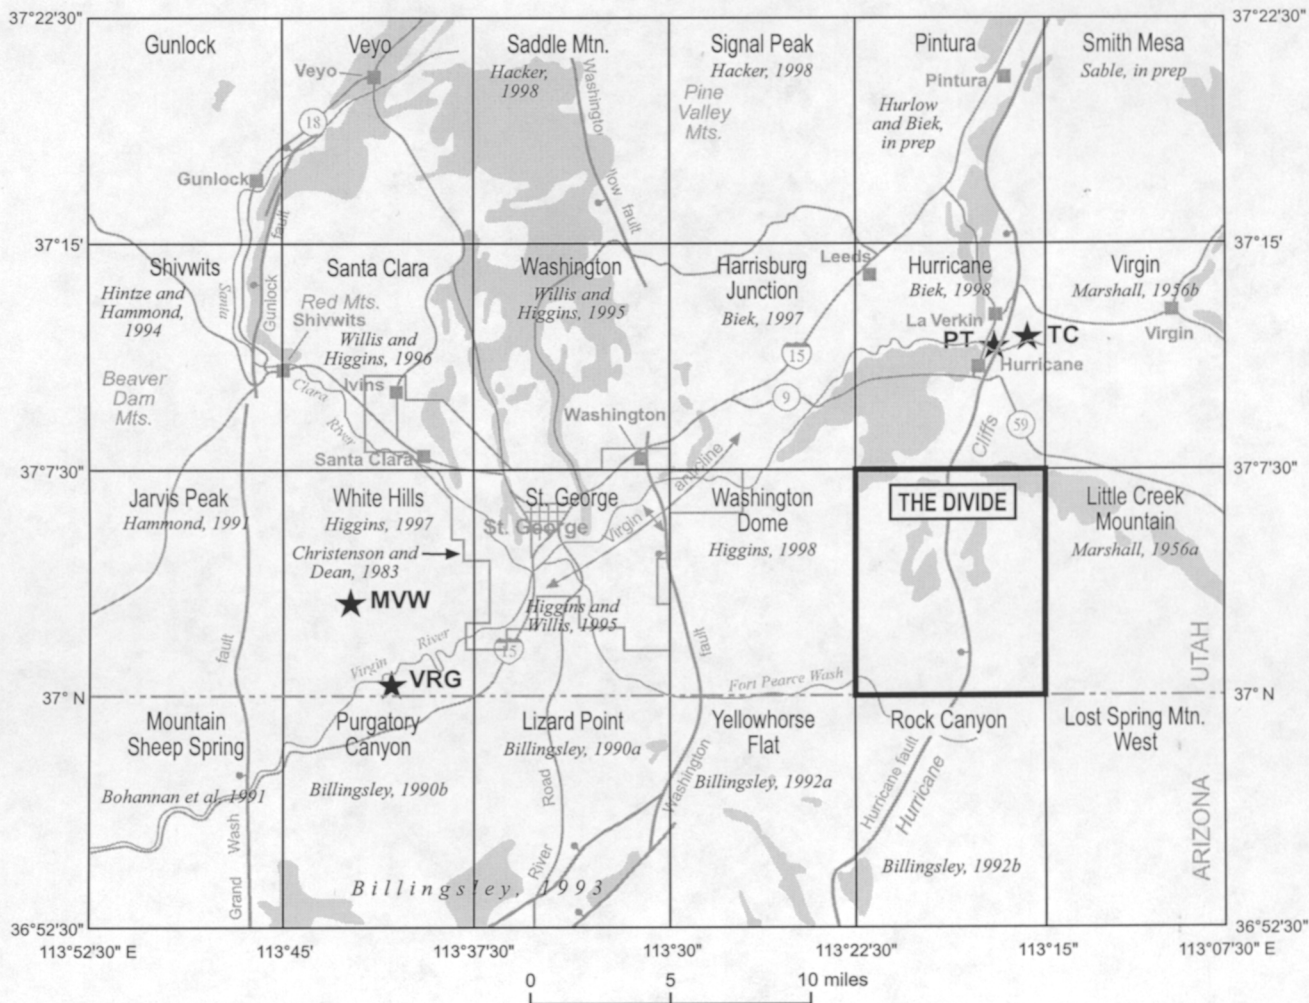 37°22'30"
37°22'30"
Gunlock
Veyo
Saddle Mtn.
Signal Peak
Pintura
Smith Mesa
Hacker,
1998
Hacker, 1998
Sable, in prep
Veyo
Pintura
Pine
Valley
Mts.
Hurlow
and Biek,
in prep
Washington
18
Gunlock
low fault
fault
37°15'
37°15'
Shivwits
Santa Clara
Washington
Harrisburg
Junction
Leeds
Hurricane
Virgin
Hintze and
Hammond,
1994
Santa
Gunlock
Red Mts.
Shivwits
Willis and
Higgins, 1995
Biek, 1997
Biek, 1998
Marshall, 1956b
La Verkin
Virgin
Willis and
Higgins, 1996
15
PT
TC
Hurricane
Beaver
Dam
Mts.
Ivins
Clara
River
9
Washington
Cliffs
59
Santa Clara
anticline
37°7'30"
37°7'30"
Jarvis Peak
White Hills
St. George
Washington
Dome
THE DIVIDE
Little Creek
Mountain
Hammond, 1991
Higgins, 1997
St. George
Virgin
Higgins, 1998
Marshall, 1956a
Christenson and
Dean, 1983
MVW
Higgins and
Willis, 1995
fault
fault
River
Virgin
15
UTAH
VRG
Fort Pearce Wash
37° N
37° N
Mountain
Sheep Spring
Purgatory
Canyon
Lizard Point
Yellowhorse
Flat
Rock Canyon
Lost Spring Mtn.
West
Billingsley, 1990a
Bohannan et al, 1991
Billingsley, 1990b
Road
Washington
Billingsley, 1992a
Hurricane fault
Hurricane
ARIZONA
Wash
Grand
River
Billingsley, 1993
Billingsley, 1992b
36°52'30"
36°52'30"
113°52'30" E
113°45'
113°37'30"
113°30'
113°22'30"
113°15'
113°07'30" E
0
5
10 miles